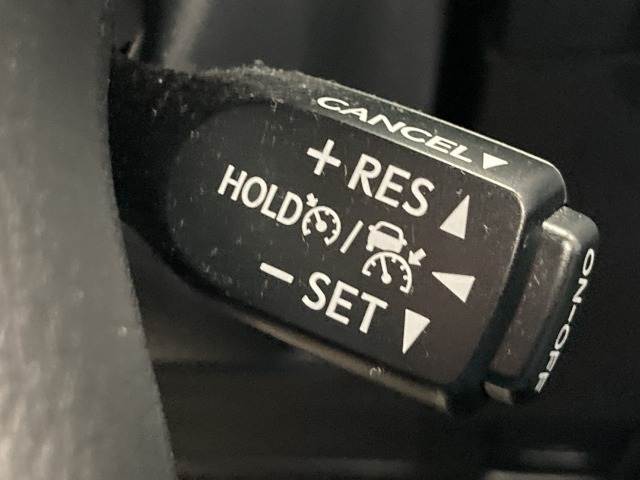 CANCEL▼
+ RES ▲
HOLD / ◀
- SET ▼
ON-OFF